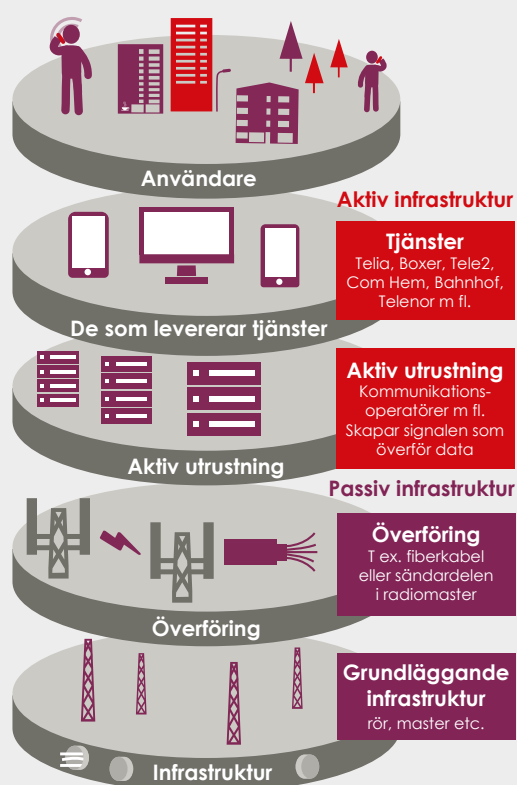 Användare
Aktiv infrastruktur
Tjänster
Telia, Boxer, Tele2,
Com Hem, Bahnhof,
Telenor m fl.
De som levererar tjänster
Aktiv utrustning
Kommunikations-
operatörer m fl.
Skapar signalen som
överför data
Aktiv utrustning
Passiv infrastruktur
Överföring
T ex. fiberkabel
eller sändardelen
i radiomaster
Överföring
Grundläggande
infrastruktur
rör, master etc.
Infrastruktur